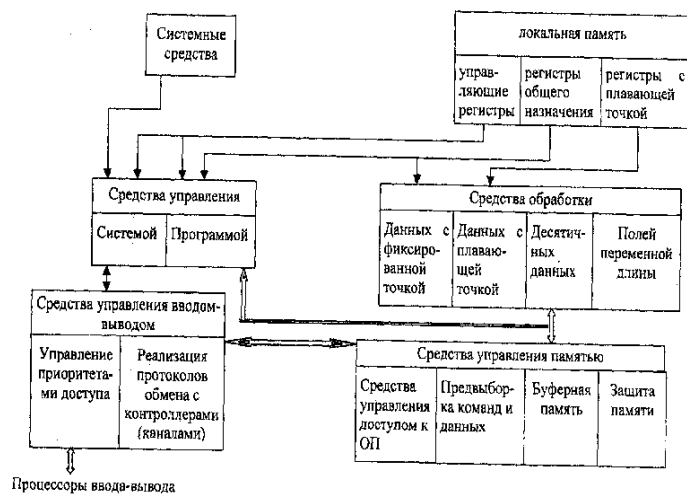 Системные
средства
локальная память
управ-
ляющие
регистры
регистры
общего
назначения
регистры с
плавающей
точкой
Средства управления
Системой
Программой
Средства обработки
Данных с
фиксиро-
ванной
точкой
Данных с
плаваю-
щей
точкой
Десятич-
ных
данных
Полей
переменной
длины
Средства управления вводом-
выводом
Управление
приоритета-
ми доступа
Реализация
протоколов
обмена с
контроллерами
(каналами)
Средства управления памятью
Средства
управления
доступом к
ОП
Предвыбор-
ка команд и
данных
Буферная
память
Защита
памяти
Процессоры ввода-вывода